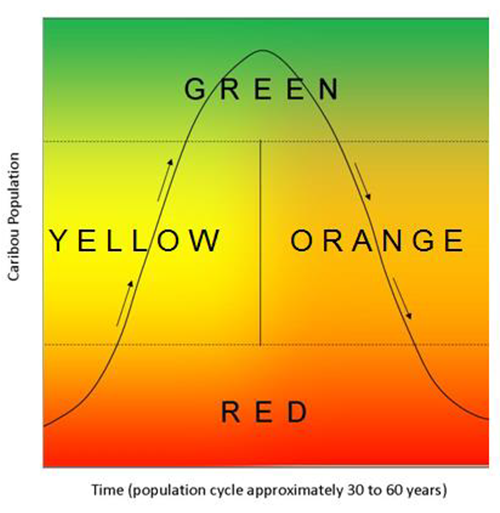 GREEN
Caribou Population
YELLOW
ORANGE
RED
Time (population cycle approximately 30 to 60 years)